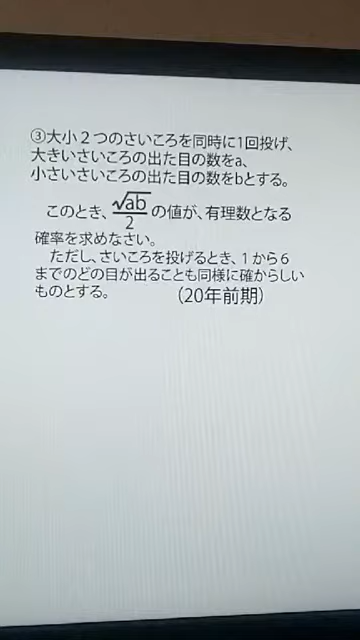 ③大小２つのさいころを同時に1回投げ、
大きいさいころの出た目の数をa、
小さいさいころの出た目の数をbとする。
このとき、√ab/2の値が、有理数となる
確率を求めなさい。
ただし、さいころを投げるとき、１から６
までのどの目が出ることも同様に確からしい
ものとする。　（20年前期）